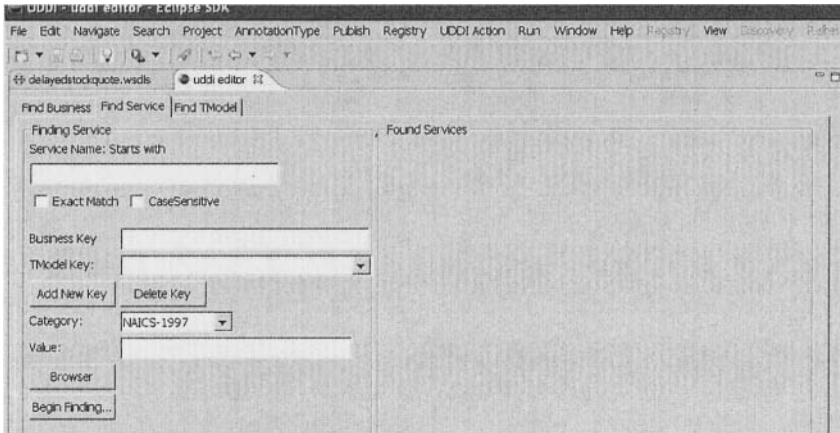 UDDI - uddi editor - Eclipse SDK
File Edit Navigate Search Project AnnotationType Publish Registry UDDI Action Run Window Help Registry View Discovery
delayedstockquote.wsdls uddi editor
Find Business Find Service Find TModel
Finding Service
Found Services
Service Name: Starts with
Exact Match CaseSensitive
Business Key
TModel Key:
Add New Key Delete Key
Category: NAICS-1997
Value:
Browser
Begin Finding...